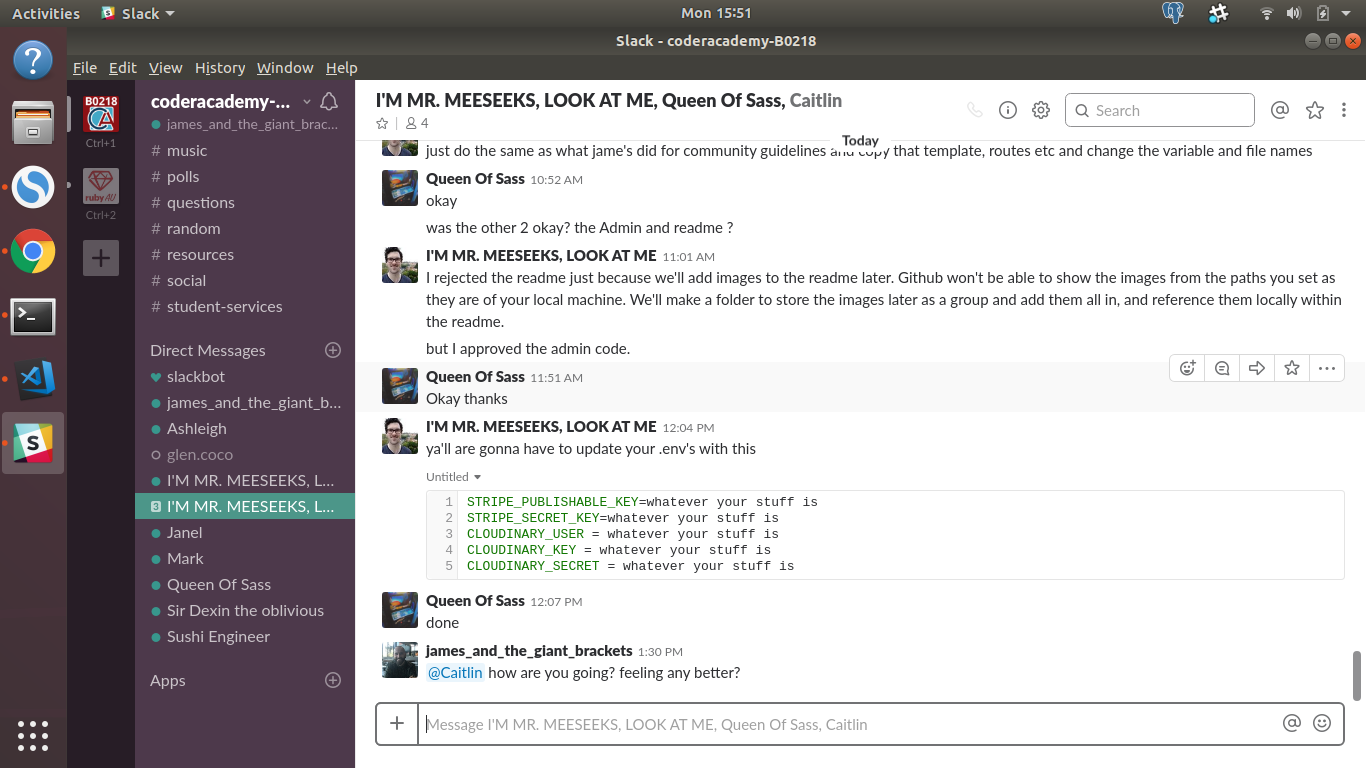 Activities
Slack
Mon 15:51
Slack - coderacademy-B0218
File Edit View History Window Help
B0218
CA
Ctrl+1
ruby AU
Ctrl+2
coderacademy-...
james_and_the_giant_brac...
# music
# polls
# questions
# random
# resources
# social
# student-services
Direct Messages
slackbot
james_and_the_giant_b...
Ashleigh
glen.coco
I'M MR. MEESEEKS, L...
3 I'M MR. MEESEEKS, L...
Janel
Mark
Queen Of Sass
Sir Dexin the oblivious
Sushi Engineer
Apps
I'M MR. MEESEEKS, LOOK AT ME, Queen Of Sass, Caitlin
4
Search
Today
just do the same as what jame's did for community guidelines and copy that template, routes etc and change the variable and file names
Queen Of Sass 10:52 AM
okay
was the other 2 okay? the Admin and readme ?
I'M MR. MEESEEKS, LOOK AT ME 11:01 AM
I rejected the readme just because we'll add images to the readme later. Github won't be able to show the images from the paths you set as
they are of your local machine. We'll make a folder to store the images later as a group and add them all in, and reference them locally within
the readme.
but I approved the admin code.
Queen Of Sass 11:51 AM
Okay thanks
I'M MR. MEESEEKS, LOOK AT ME 12:04 PM
ya'll are gonna have to update your .env's with this
Untitled
1 STRIPE_PUBLISHABLE_KEY=whatever your stuff is
2 STRIPE_SECRET_KEY=whatever your stuff is
3 CLOUDINARY_USER = whatever your stuff is
4 CLOUDINARY_KEY = whatever your stuff is
5 CLOUDINARY_SECRET = whatever your stuff is
Queen Of Sass 12:07 PM
done
james_and_the_giant_brackets 1:30 PM
@Caitlin how are you going? feeling any better?
Message I'M MR. MEESEEKS, LOOK AT ME, Queen Of Sass, Caitlin